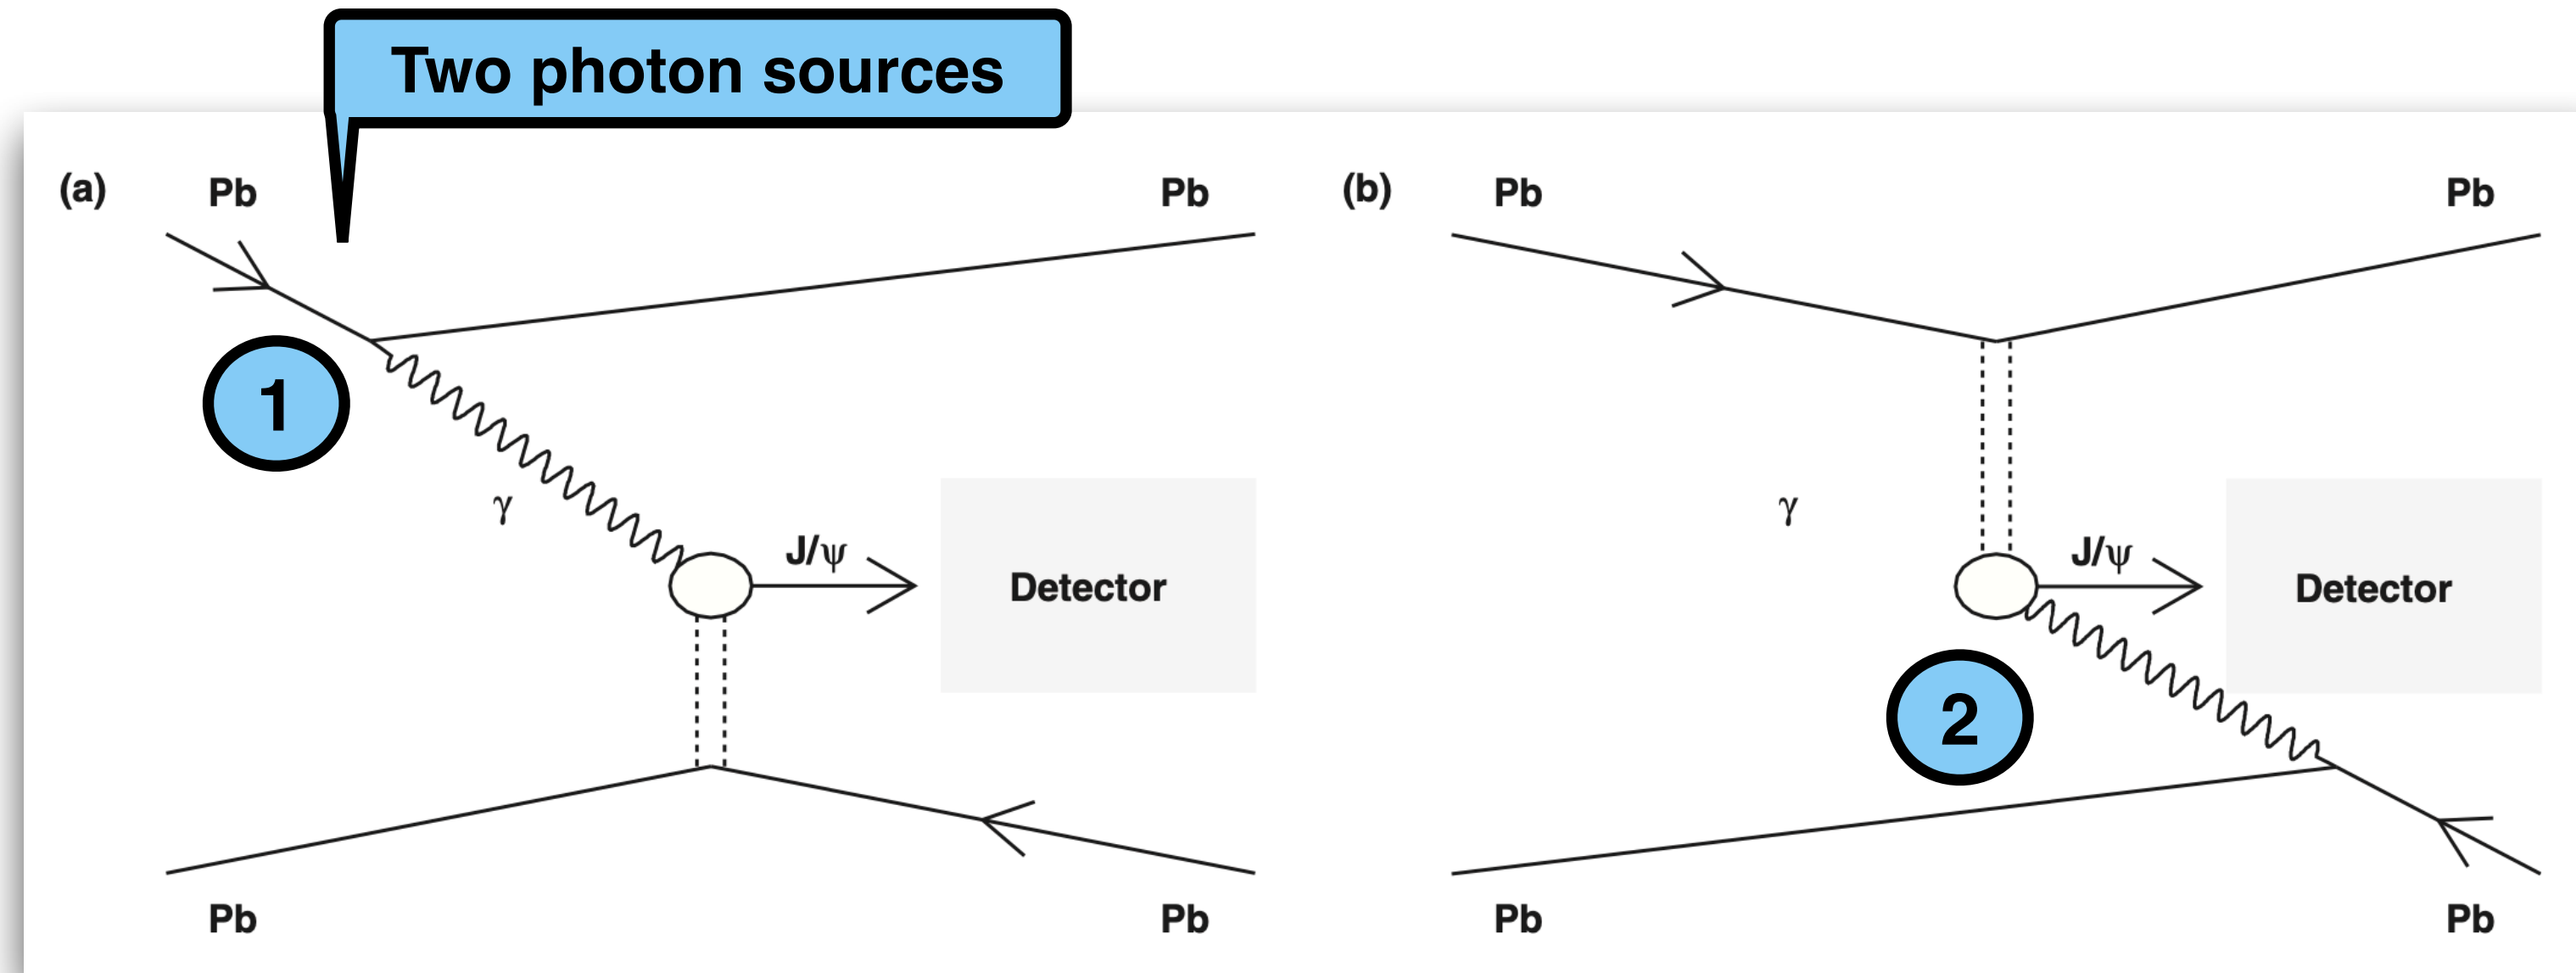 Two photon sources
(a)
Pb
Pb
(b)
Pb
Pb
1
γ
J/ψ
Detector
γ
J/ψ
Detector
2
Pb
Pb
Pb
Pb